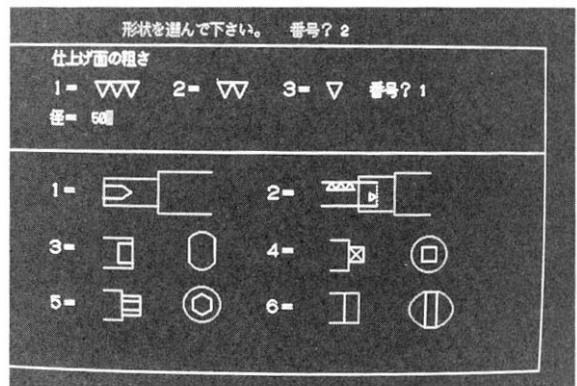 形状を選んで下さい。 番号? 2
仕上げ面の粗さ
1= ▽▽▽ 2= ▽▽ 3= ▽ 番号? 1
径= 50
1= 2=
3= 4=
5= 6=